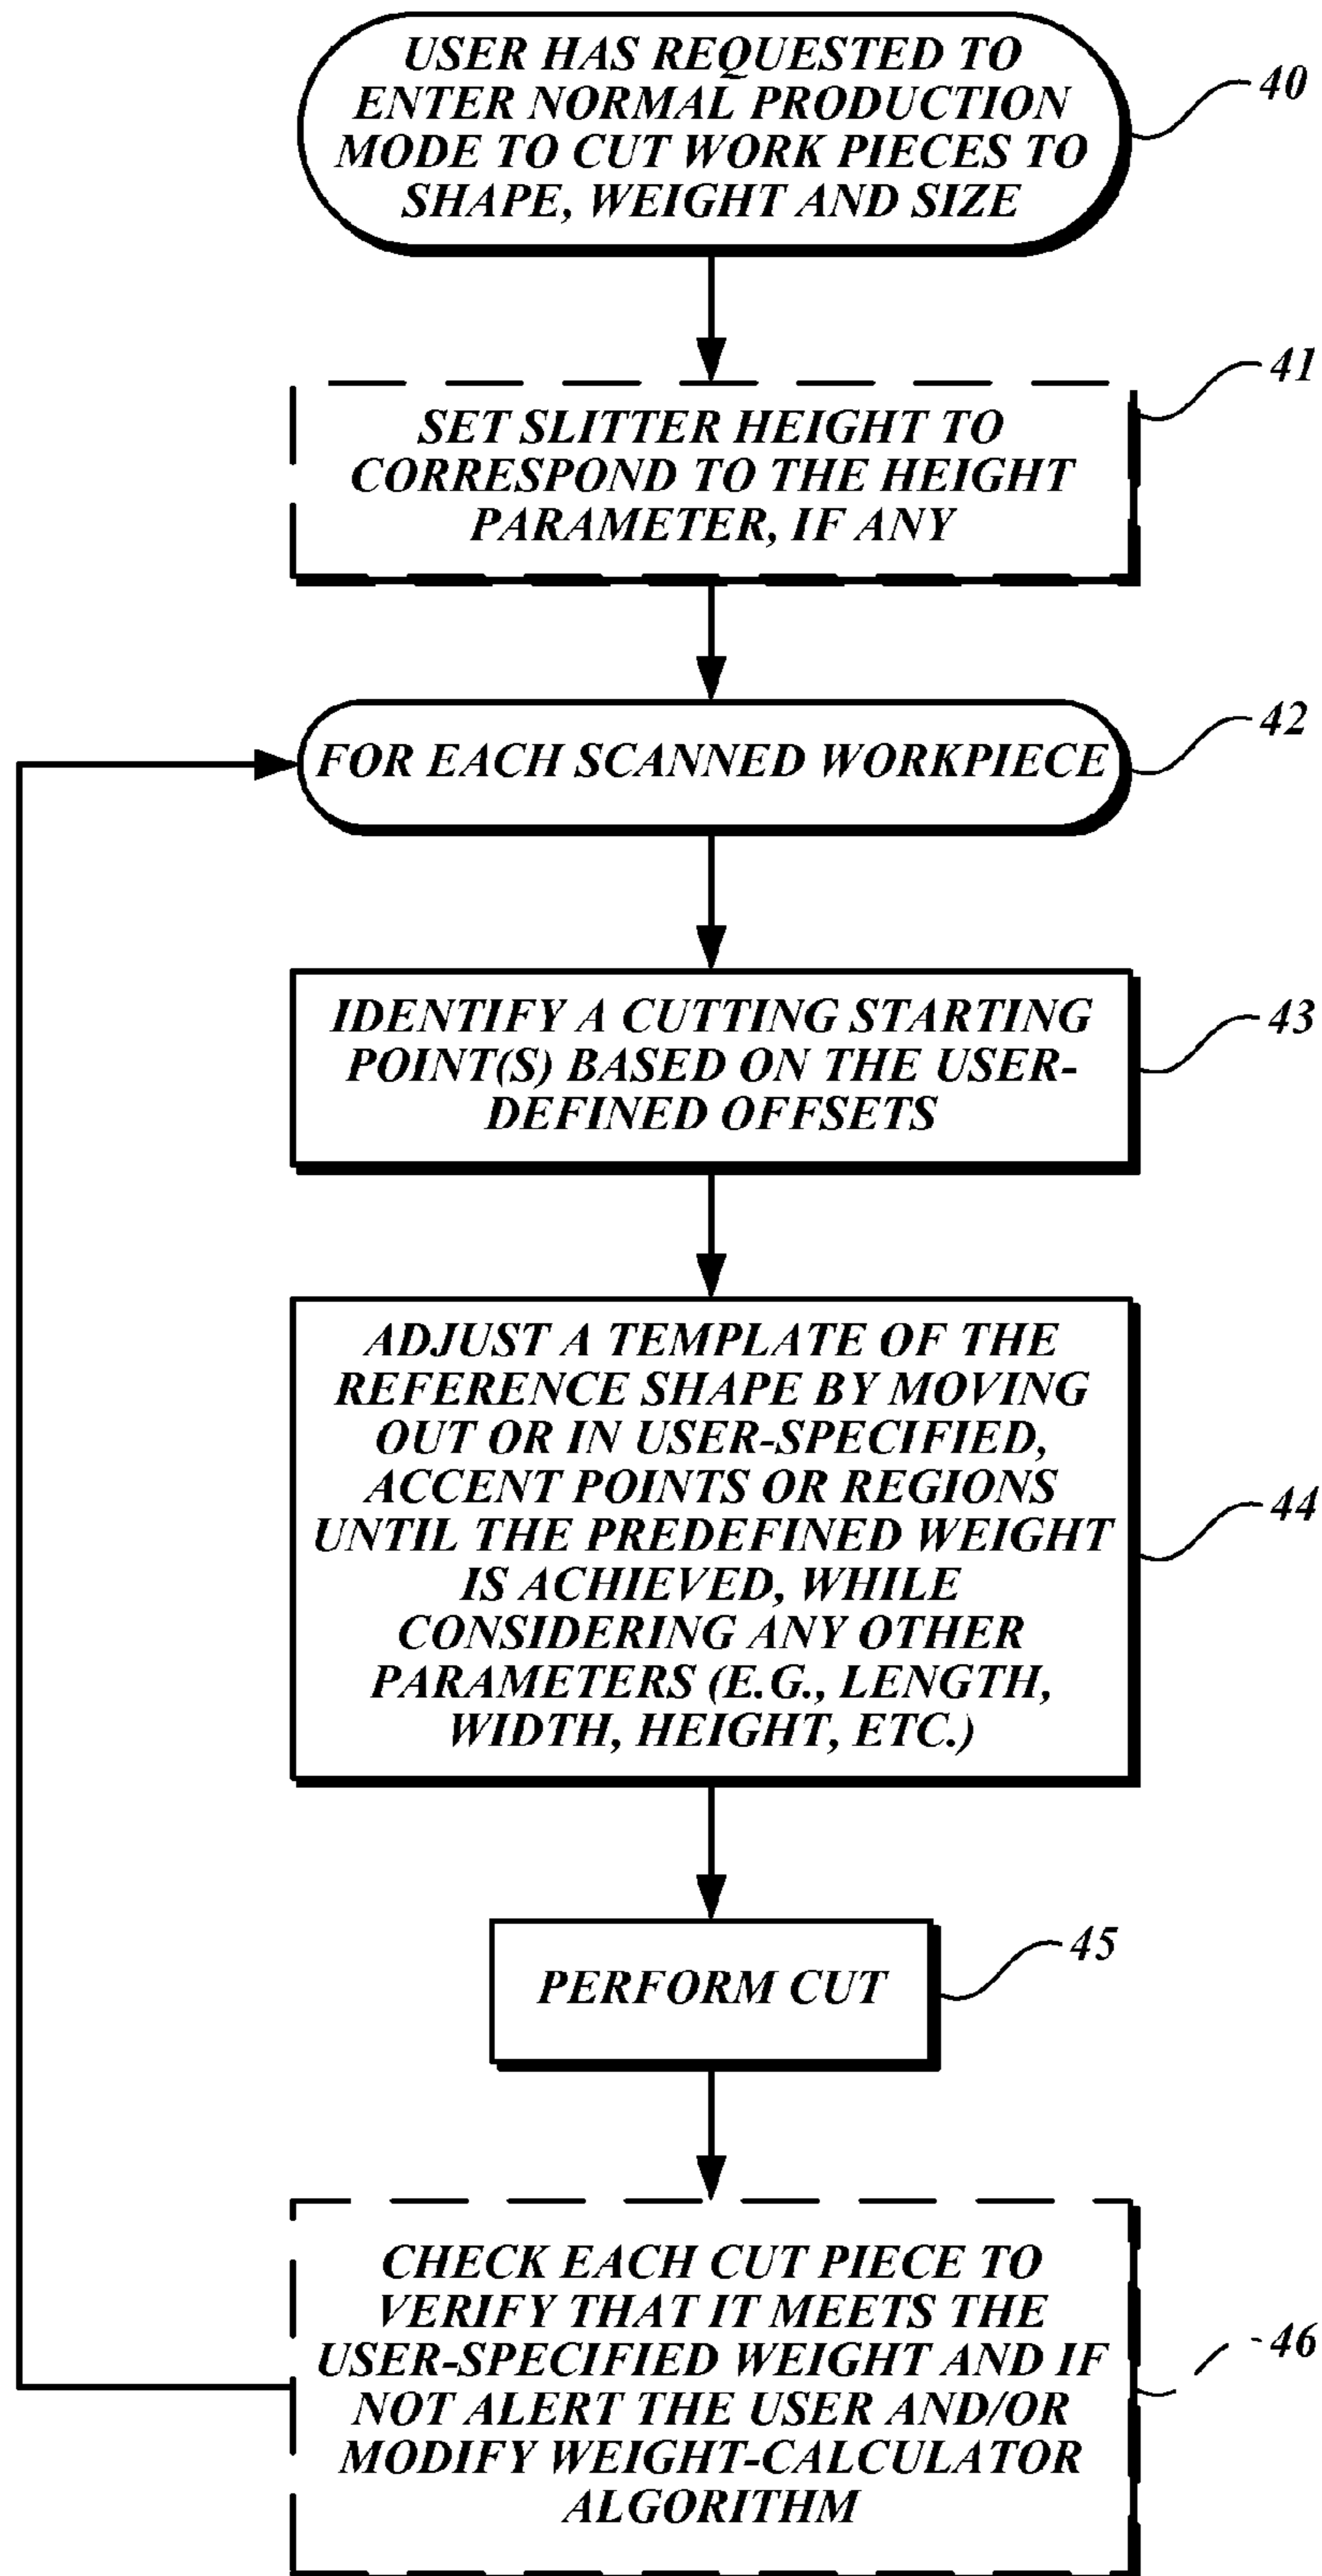 USER HAS REQUESTED TO
ENTER NORMAL PRODUCTION
MODE TO CUT WORK PIECES TO
SHAPE, WEIGHT AND SIZE
40
SET SLITTER HEIGHT TO
CORRESPOND TO THE HEIGHT
PARAMETER, IF ANY
41
FOR EACH SCANNED WORKPIECE
42
IDENTIFY A CUTTING STARTING
POINT(S) BASED ON THE USER-
DEFINED OFFSETS
43
ADJUST A TEMPLATE OF THE
REFERENCE SHAPE BY MOVING
OUT OR IN USER-SPECIFIED,
ACCENT POINTS OR REGIONS
UNTIL THE PREDEFINED WEIGHT
IS ACHIEVED, WHILE
CONSIDERING ANY OTHER
PARAMETERS (E.G., LENGTH,
WIDTH, HEIGHT, ETC.)
44
PERFORM CUT
45
CHECK EACH CUT PIECE TO
VERIFY THAT IT MEETS THE
USER-SPECIFIED WEIGHT AND IF
NOT ALERT THE USER AND/OR
MODIFY WEIGHT-CALCULATOR
ALGORITHM
46